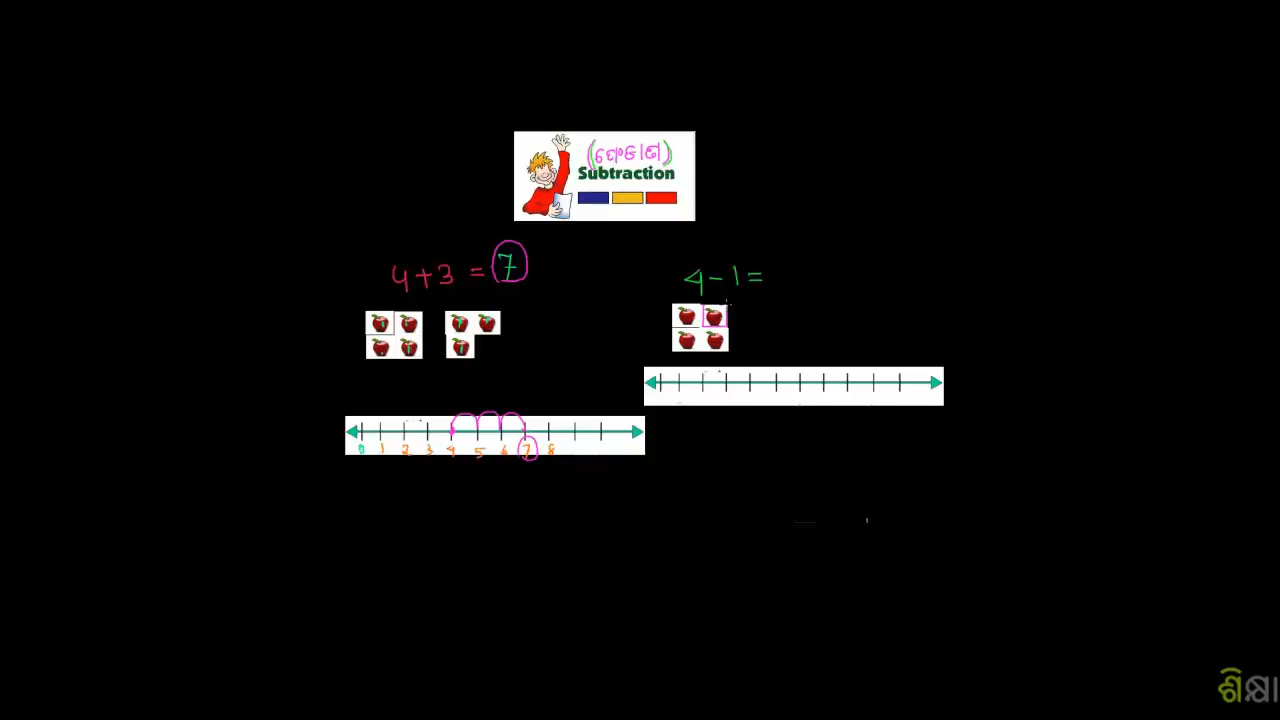 (ଫେଡାଣ)
Subtraction
4 + 3 = 7
4 - 1 =
0 1 2 3 4 5 6 7 8
ଶିକ୍ଷା